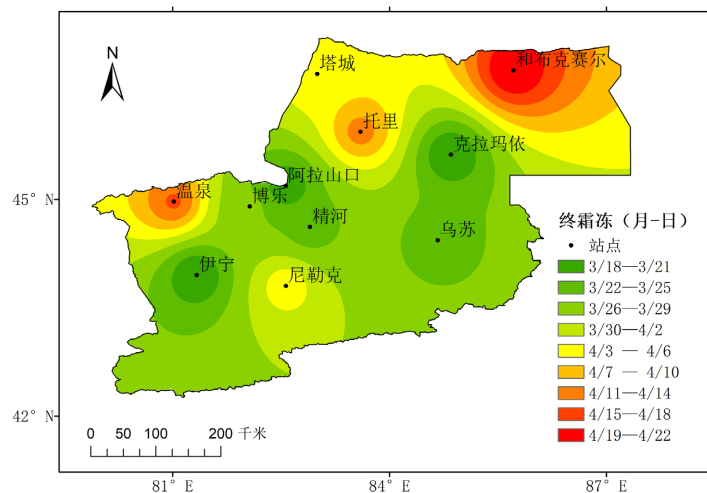 N
塔城
和布克赛尔
托里
克拉玛依
阿拉山口
温泉
博乐
精河
乌苏
伊宁
尼勒克
45° N
42° N
终霜冻（月-日）
站点
3/18—3/21
3/22—3/25
3/26—3/29
3/30—4/2
4/3 — 4/6
4/7 — 4/10
4/11—4/14
4/15—4/18
4/19—4/22
0 50 100 200 千米
81° E 84° E 87° E